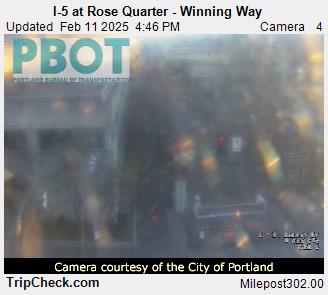 I-5 at Rose Quarter - Winning Way
Updated Feb 11 2025 4:46 PM Camera 4
PBOT
PORTLAND BUREAU OF TRANSPORTATION
Camera courtesy of the City of Portland
TripCheck.com Milepost302.00